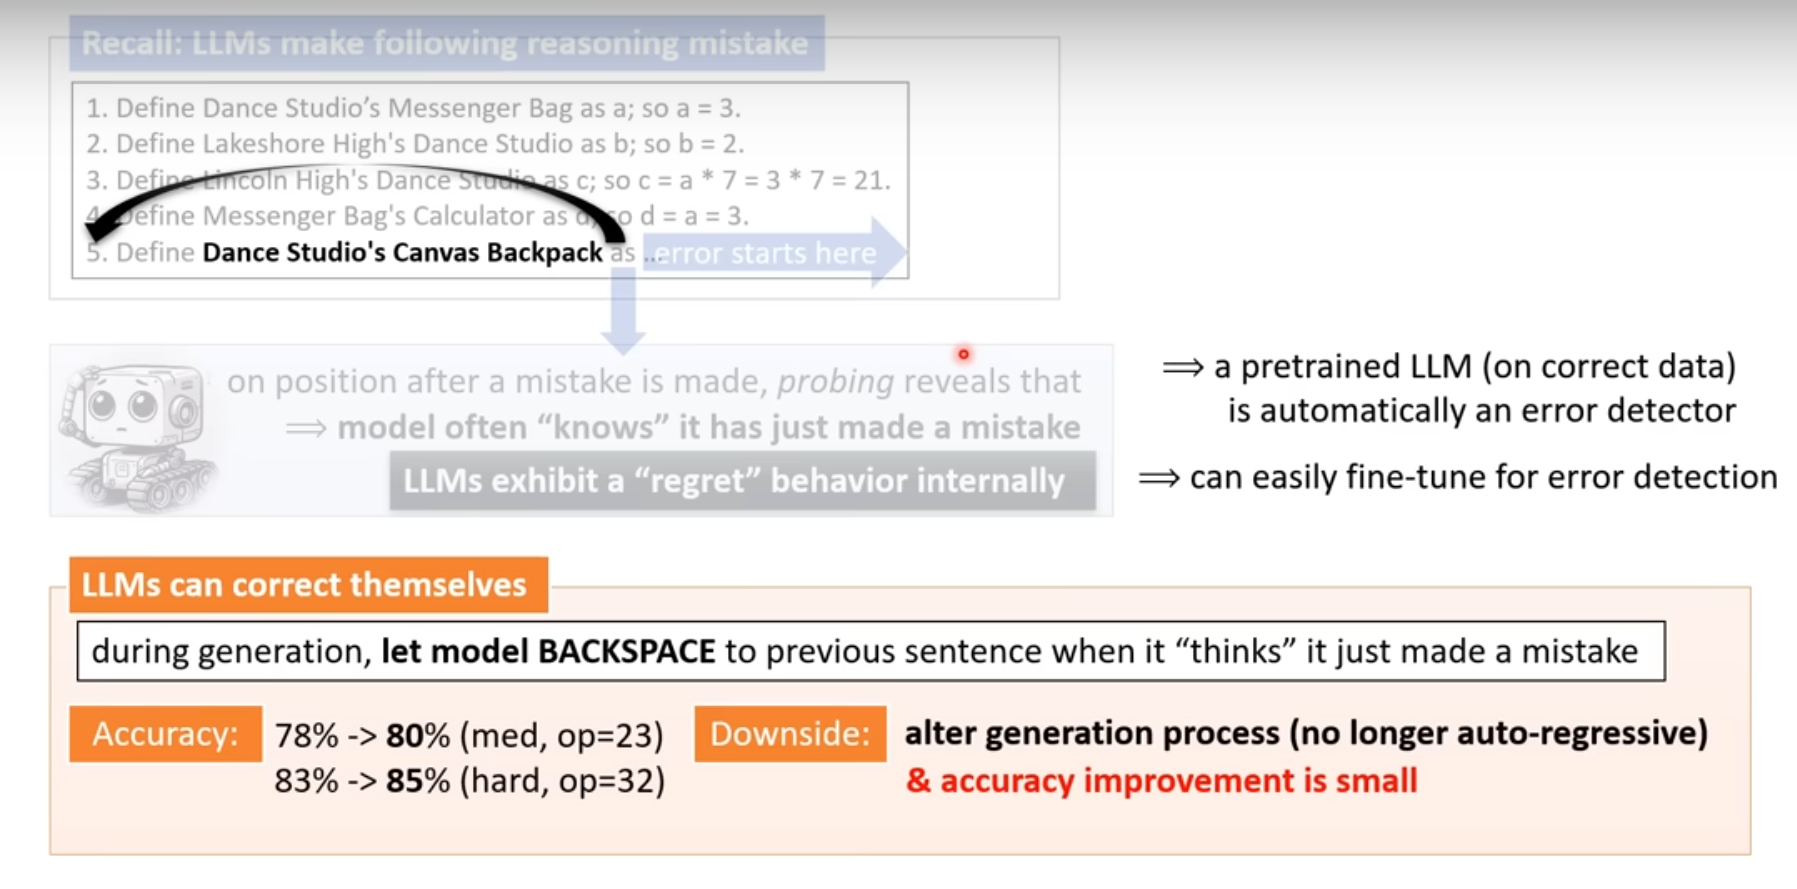 Recall: LLMs make following reasoning mistake
1. Define Dance Studio’s Messenger Bag as a; so a = 3.
2. Define Lakeshore High's Dance Studio as b; so b = 2.
3. Define Lincoln High's Dance Studio as c; so c = a * 7 = 3 * 7 = 21.
4. Define Messenger Bag's Calculator as d; so d = a = 3.
5. Define Dance Studio's Canvas Backpack as ... error starts here
on position after a mistake is made, probing reveals that
⟹ model often “knows” it has just made a mistake
LLMs exhibit a “regret” behavior internally
⟹ a pretrained LLM (on correct data)
is automatically an error detector
⟹ can easily fine-tune for error detection
LLMs can correct themselves
during generation, let model BACKSPACE to previous sentence when it “thinks” it just made a mistake
Accuracy: 78% -> 80% (med, op=23)
83% -> 85% (hard, op=32)
Downside: alter generation process (no longer auto-regressive)
& accuracy improvement is small